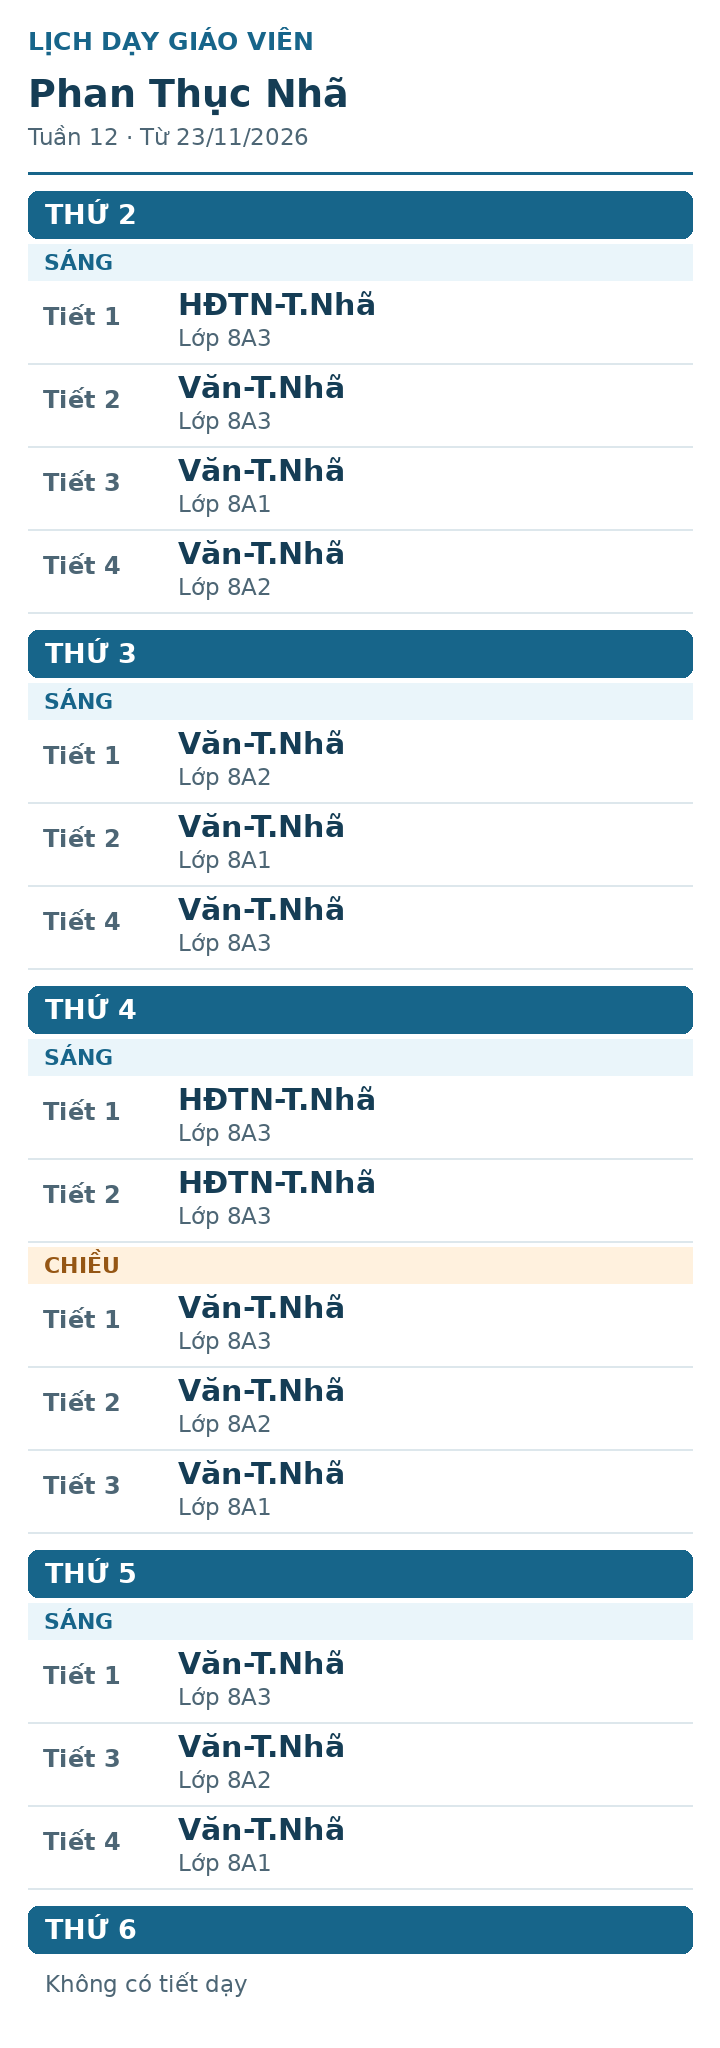 LỊCH DẠY GIÁO VIÊN
Phan Thục Nhã
Tuần 12 · Từ 23/11/2026
THỨ 2
SÁNG
Tiết 1 HĐTN-T.Nhã
Lớp 8A3
Tiết 2 Văn-T.Nhã
Lớp 8A3
Tiết 3 Văn-T.Nhã
Lớp 8A1
Tiết 4 Văn-T.Nhã
Lớp 8A2
THỨ 3
SÁNG
Tiết 1 Văn-T.Nhã
Lớp 8A2
Tiết 2 Văn-T.Nhã
Lớp 8A1
Tiết 4 Văn-T.Nhã
Lớp 8A3
THỨ 4
SÁNG
Tiết 1 HĐTN-T.Nhã
Lớp 8A3
Tiết 2 HĐTN-T.Nhã
Lớp 8A3
CHIỀU
Tiết 1 Văn-T.Nhã
Lớp 8A3
Tiết 2 Văn-T.Nhã
Lớp 8A2
Tiết 3 Văn-T.Nhã
Lớp 8A1
THỨ 5
SÁNG
Tiết 1 Văn-T.Nhã
Lớp 8A3
Tiết 3 Văn-T.Nhã
Lớp 8A2
Tiết 4 Văn-T.Nhã
Lớp 8A1
THỨ 6
Không có tiết dạy